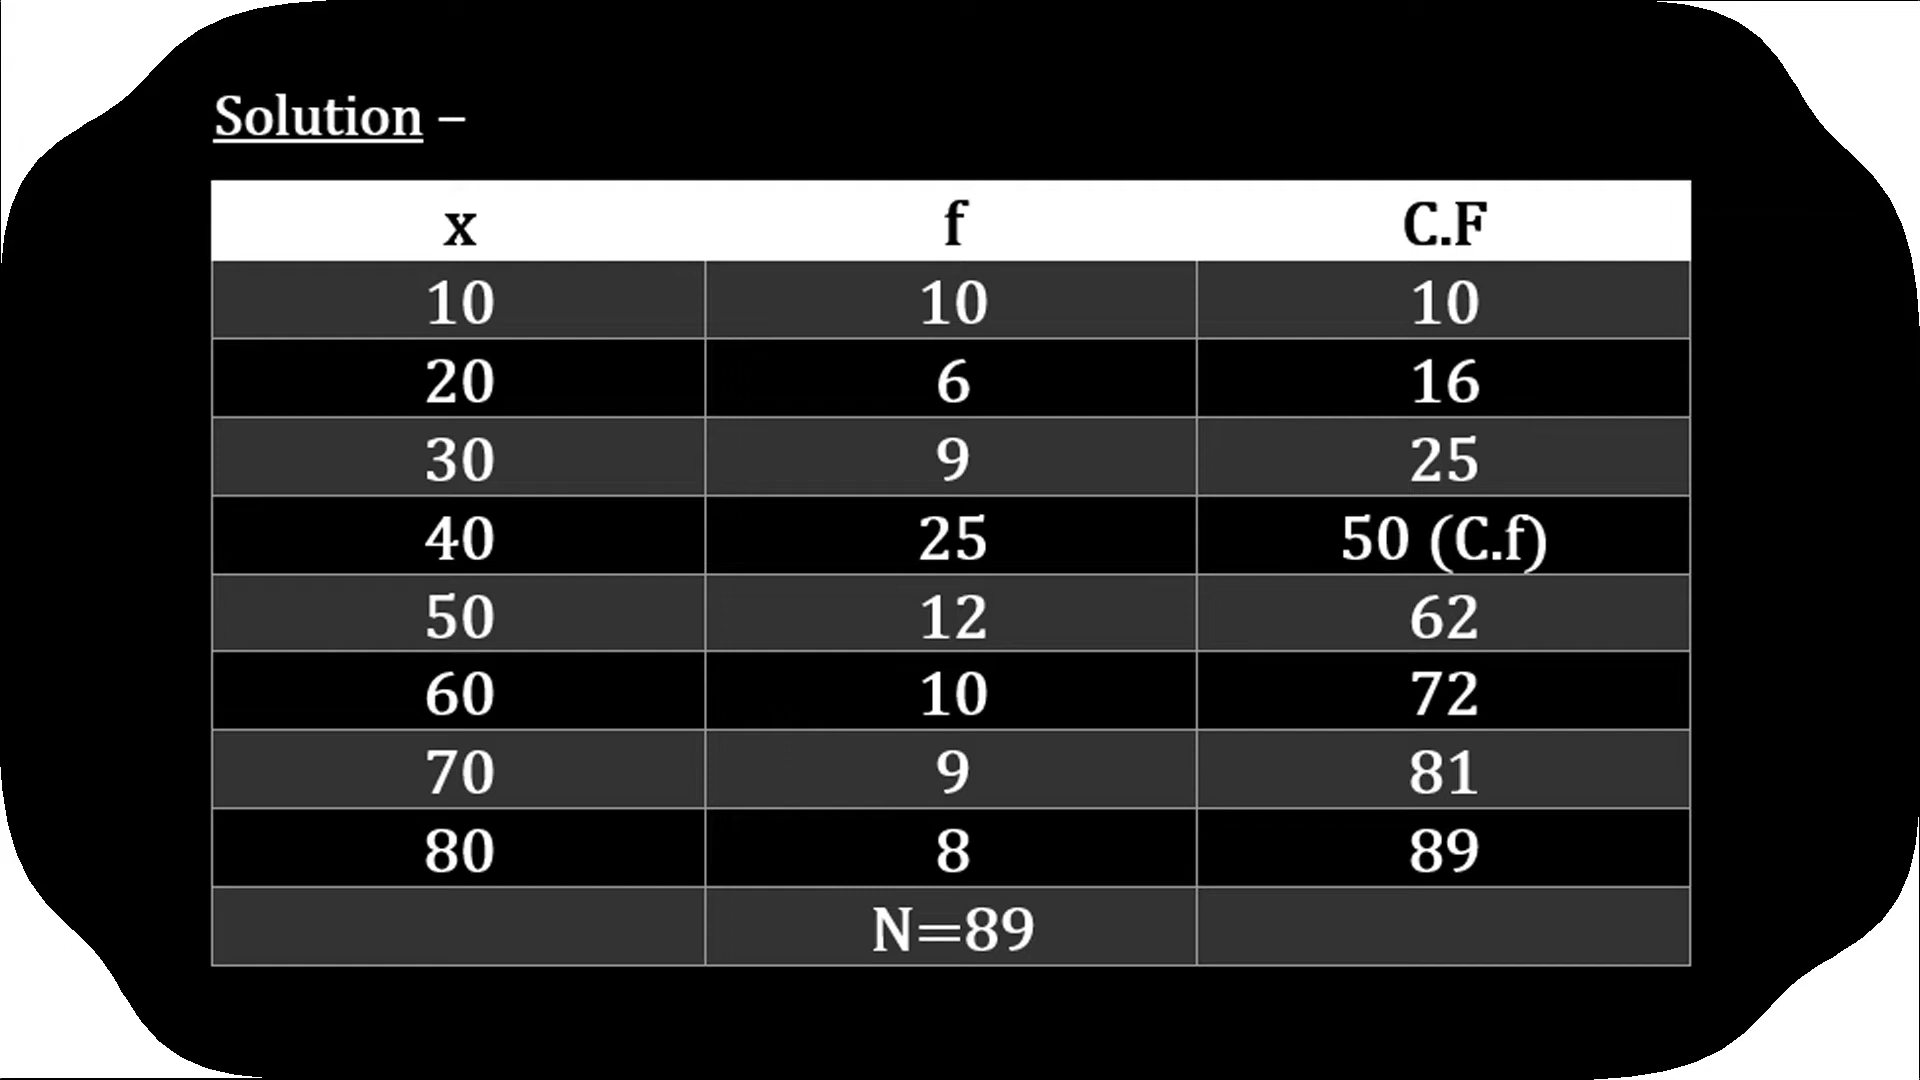 Solution –
x f C.F
10 10 10
20 6 16
30 9 25
40 25 50 (C.f)
50 12 62
60 10 72
70 9 81
80 8 89
N=89